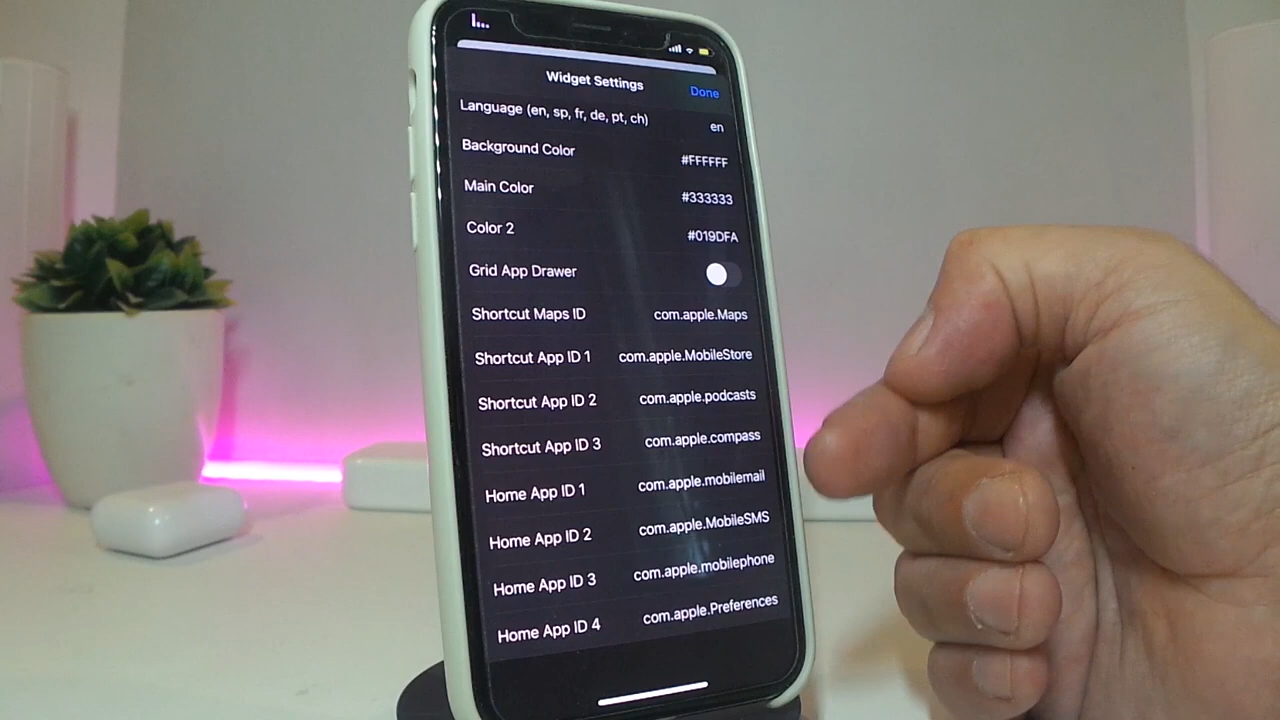 Widget Settings
Done
Language (en, sp, fr, de, pt, ch) en
Background Color #FFFFFF
Main Color #333333
Color 2 #019DFA
Grid App Drawer
Shortcut Maps ID com.apple.Maps
Shortcut App ID 1 com.apple.MobileStore
Shortcut App ID 2 com.apple.podcasts
Shortcut App ID 3 com.apple.compass
Home App ID 1 com.apple.mobilemail
Home App ID 2 com.apple.MobileSMS
Home App ID 3 com.apple.mobilephone
Home App ID 4 com.apple.Preferences